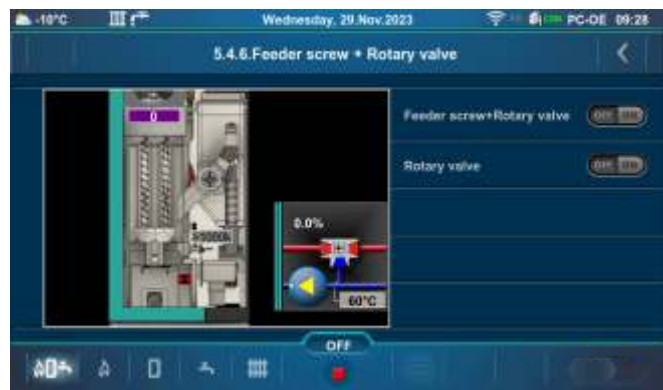 -10°C Wednesday, 29.Nov.2023 PC-OE 09:28
5.4.6.Feeder screw + Rotary valve
0
Feeder screw+Rotary valve OFF ON
Rotary valve OFF ON
0.0%
60°C
OFF